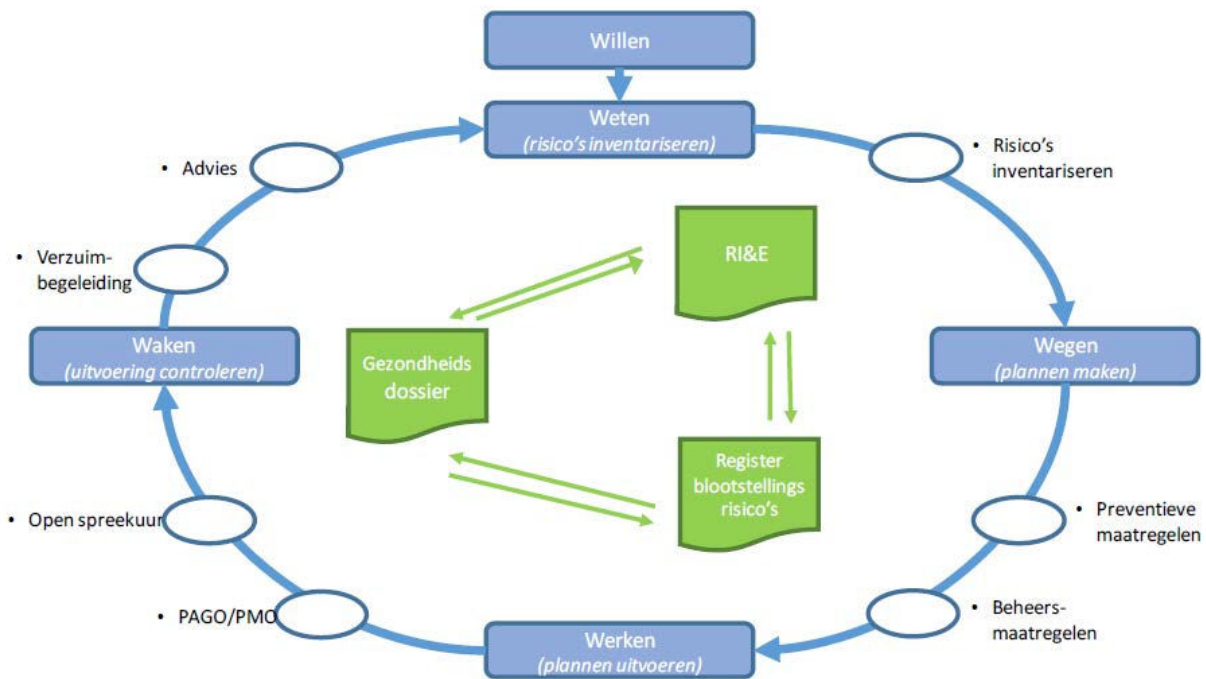 Willen
Weten
(risico's inventariseren)
• Risico's
inventariseren
• Advies
RI&E
• Verzuim-
begeleiding
Waken
(uitvoering controleren)
Gezondheids
dossier
Wegen
(plannen maken)
Register
blootstellings
risico's
• Open spreekuur
• Preventieve
maatregelen
• PAGO/PMO
• Beheers-
maatregelen
Werken
(plannen uitvoeren)